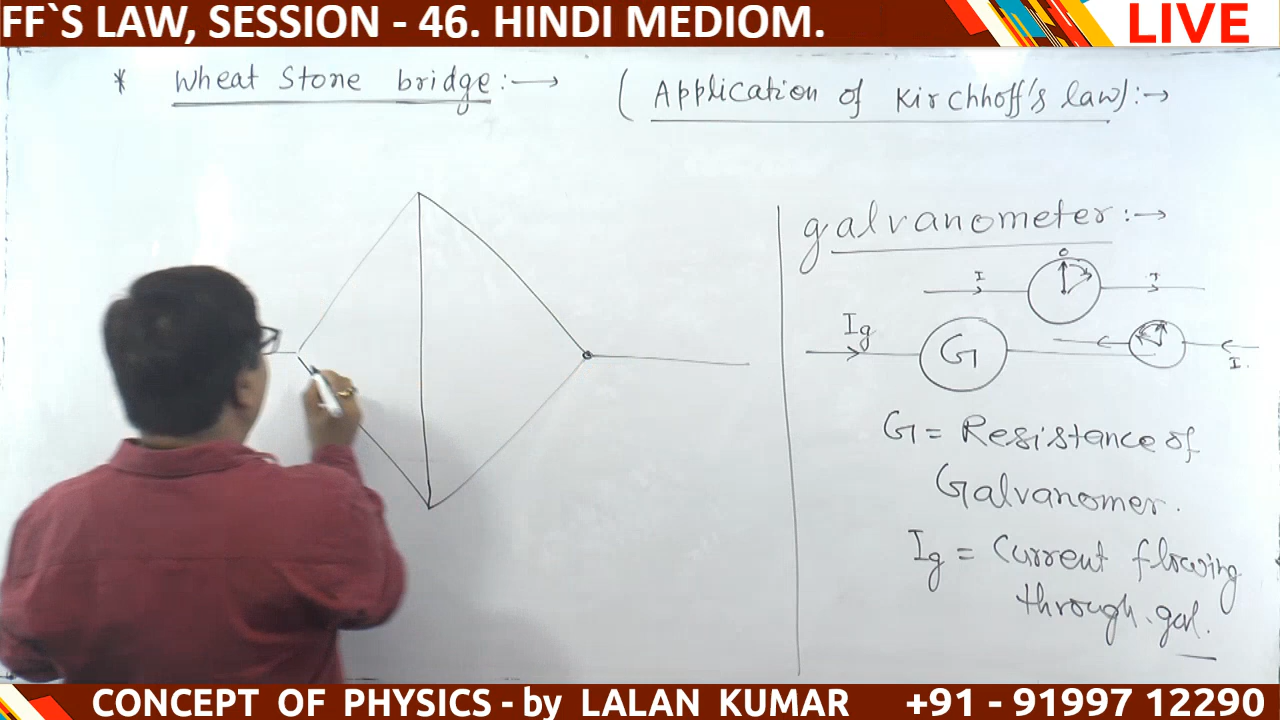 FF`S LAW, SESSION - 46. HINDI MEDIOM.
LIVE
* Wheat Stone bridge:→ (Application of Kirchhoff's law):→
galvanometer:→
0
I I
Ig
G
I.
G = Resistance of
Galvanomer.
Ig = Current flowing
through gal.
CONCEPT OF PHYSICS - by LALAN KUMAR +91 - 91997 12290